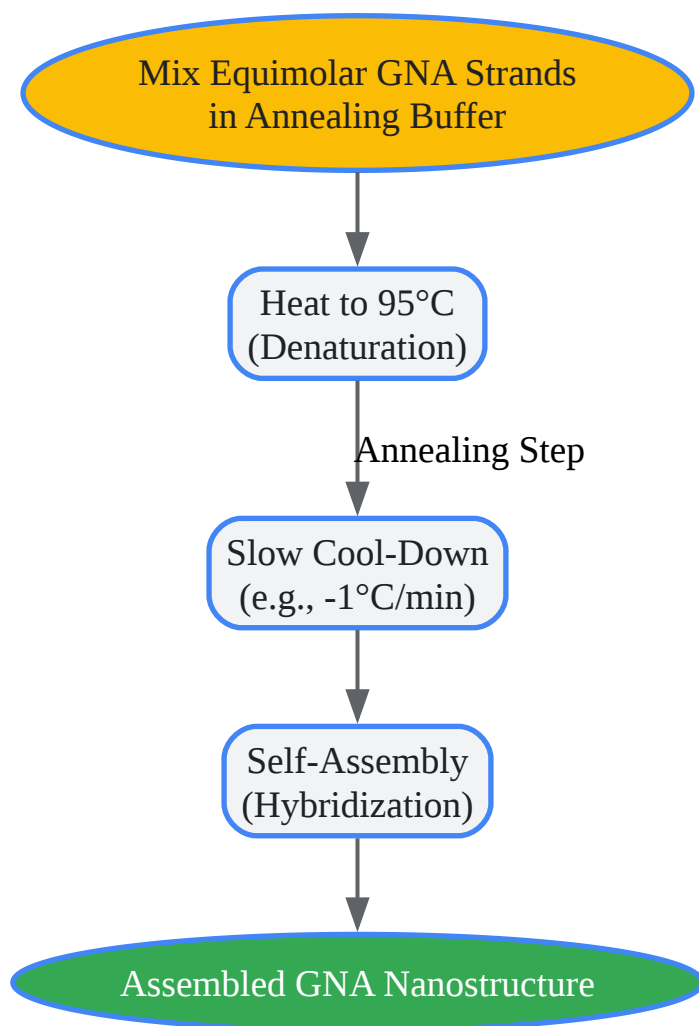 Mix Equimolar GNA Strands
in Annealing Buffer
Heat to 95°C
(Denaturation)
Annealing Step
Slow Cool-Down
(e.g., -1°C/min)
Self-Assembly
(Hybridization)
Assembled GNA Nanostructure